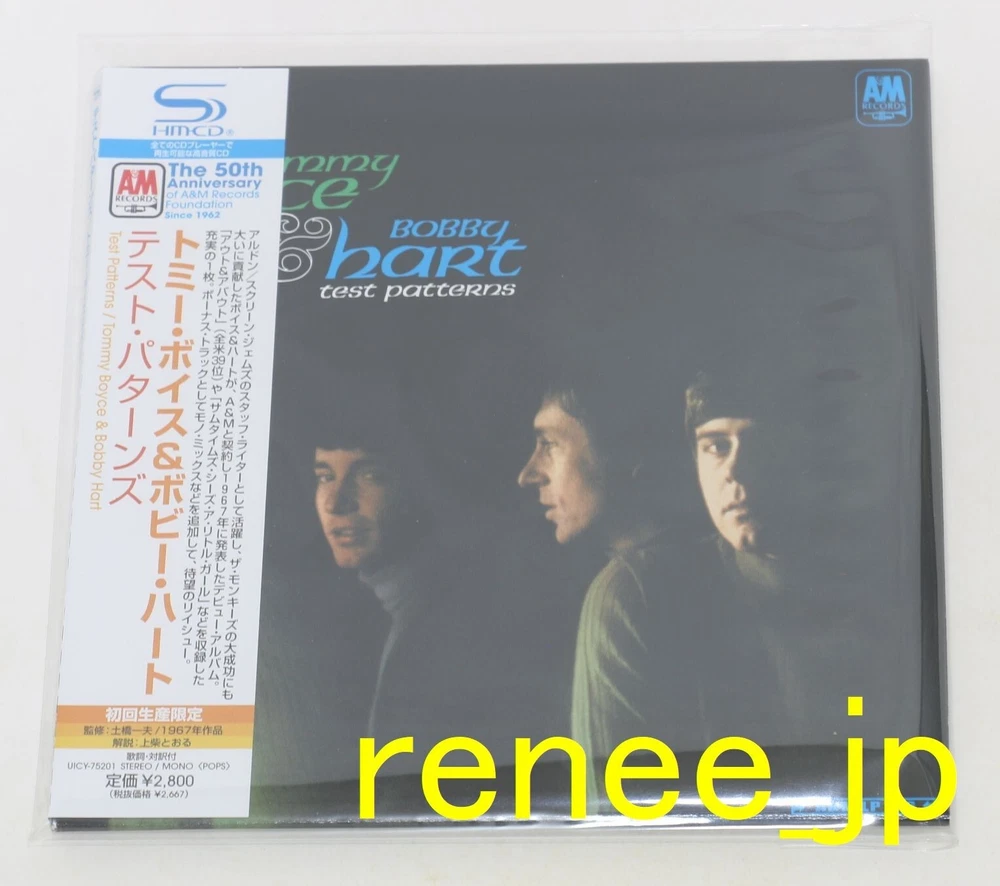 SHM-CD®
全てのCDプレーヤーで
再生可能な高音質CD
A&M
RECORDS
The 50th
Anniversary
of A&M Records
Foundation
Since 1962
トミー・ボイス&ボビー・ハート
テスト・パターンズ
Test Patterns / Tommy Boyce & Bobby Hart
アルドン/スクリーン・ジェムズのスタッフ・ライターとして活躍し、ザ・モンキーズの大成功にも
大いに貢献したボイス&ハートが、A&Mと契約し1967年に発表したデビュー・アルバム。
「アウト&アバウト」(全米39位)や「サムタイムズ・シーズ・ア・リトル・ガール」などを収録した
充実の1枚。ボーナス・トラックとしてモノ・ミックスなどを追加して、待望のリイシュー。
初回生産限定
監修:土橋一夫/1967年作品
解説:上柴とおる
歌詞・対訳付
UICY-75201 STEREO / MONO 〈POPS〉
定価 ¥2,800
(税抜価格 ¥2,667)
mmy
ce
& BOBBY
hart
test patterns
A&M
RECORDS
renee_jp